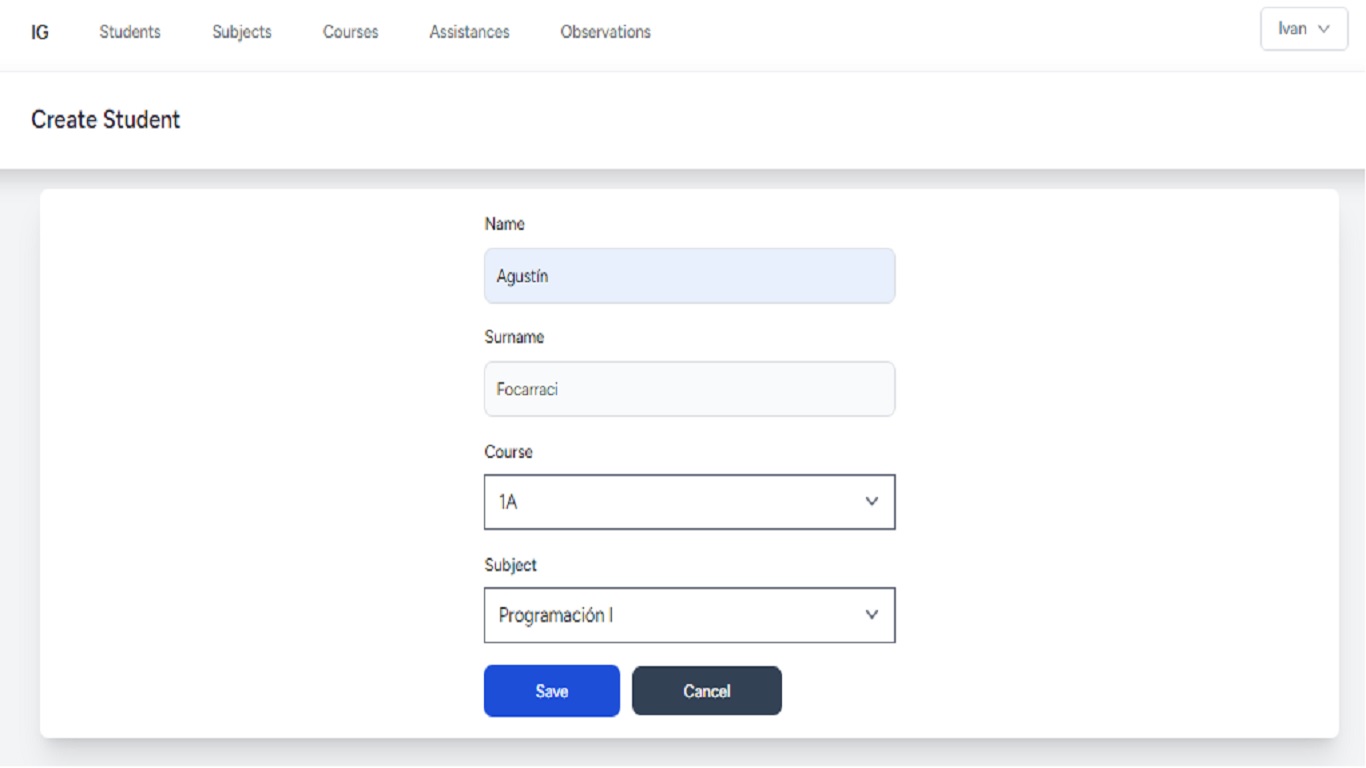 IG Students Subjects Courses Assistances Observations Ivan
Create Student
Name
Agustín
Surname
Focarraci
Course
1A
Subject
Programación I
Save Cancel